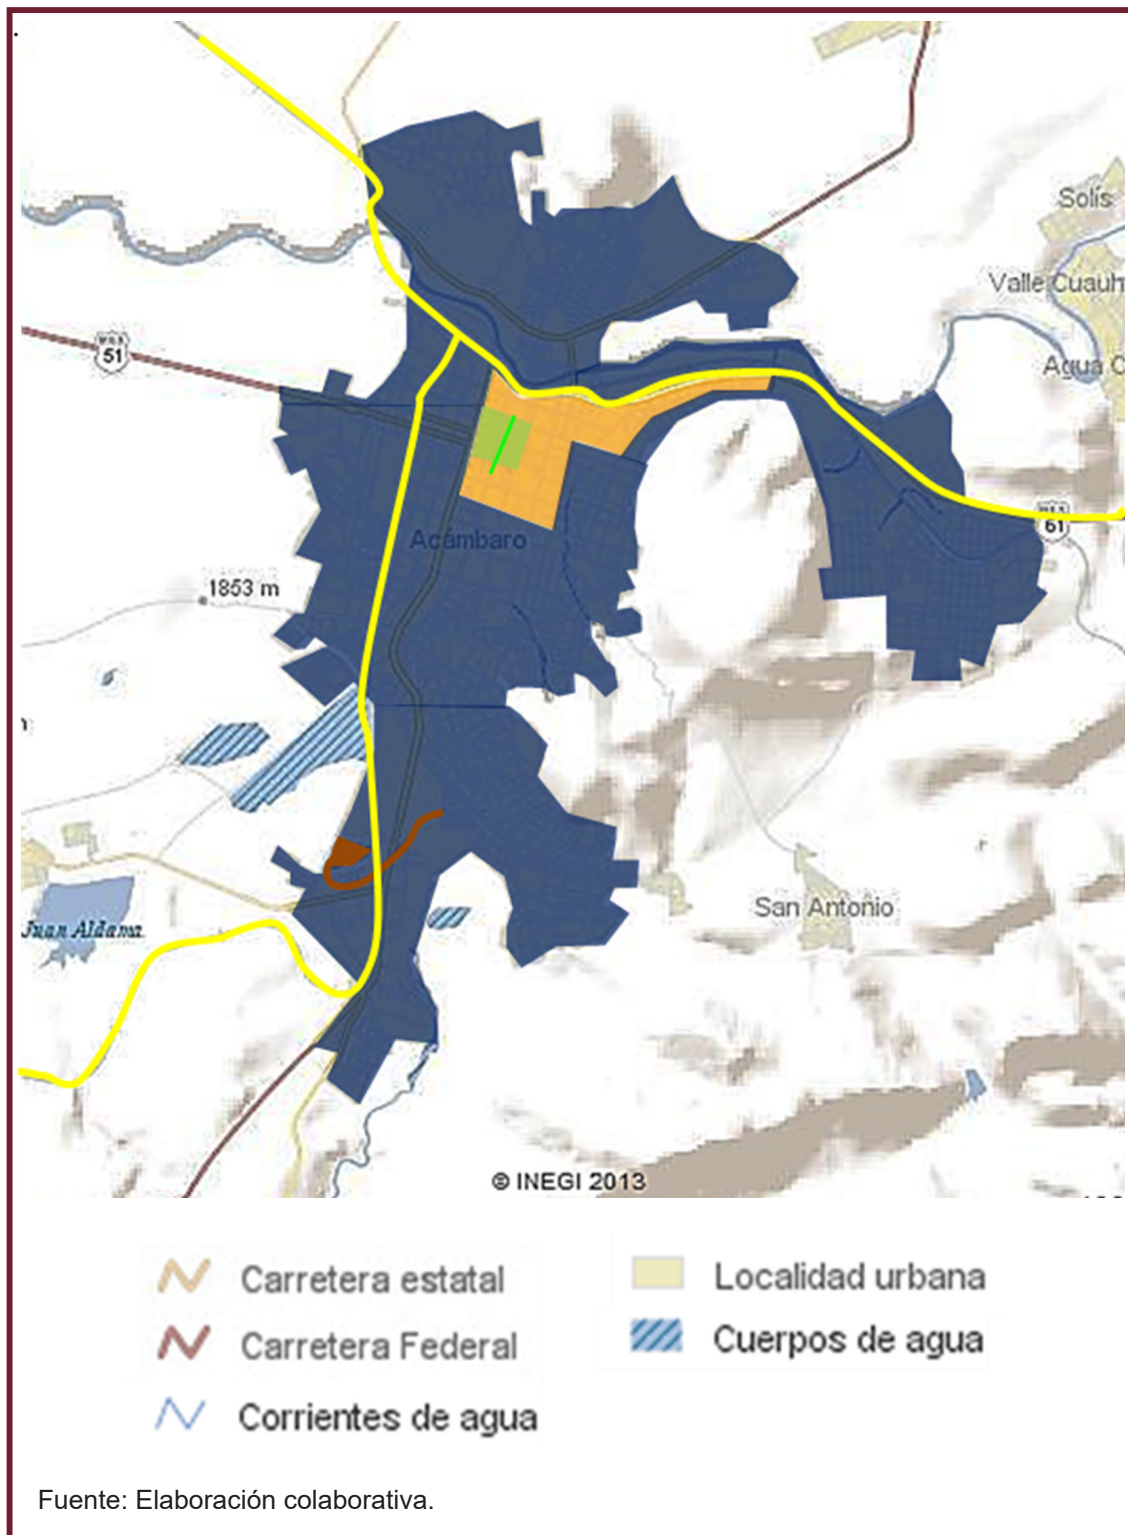 Solís
Valle Cuauh
51
Agua C
51
Acámbaro
1853 m
Juan Aldama
San Antonio
© INEGI 2013
Carretera estatal
Localidad urbana
Carretera Federal
Cuerpos de agua
Corrientes de agua
Fuente: Elaboración colaborativa.